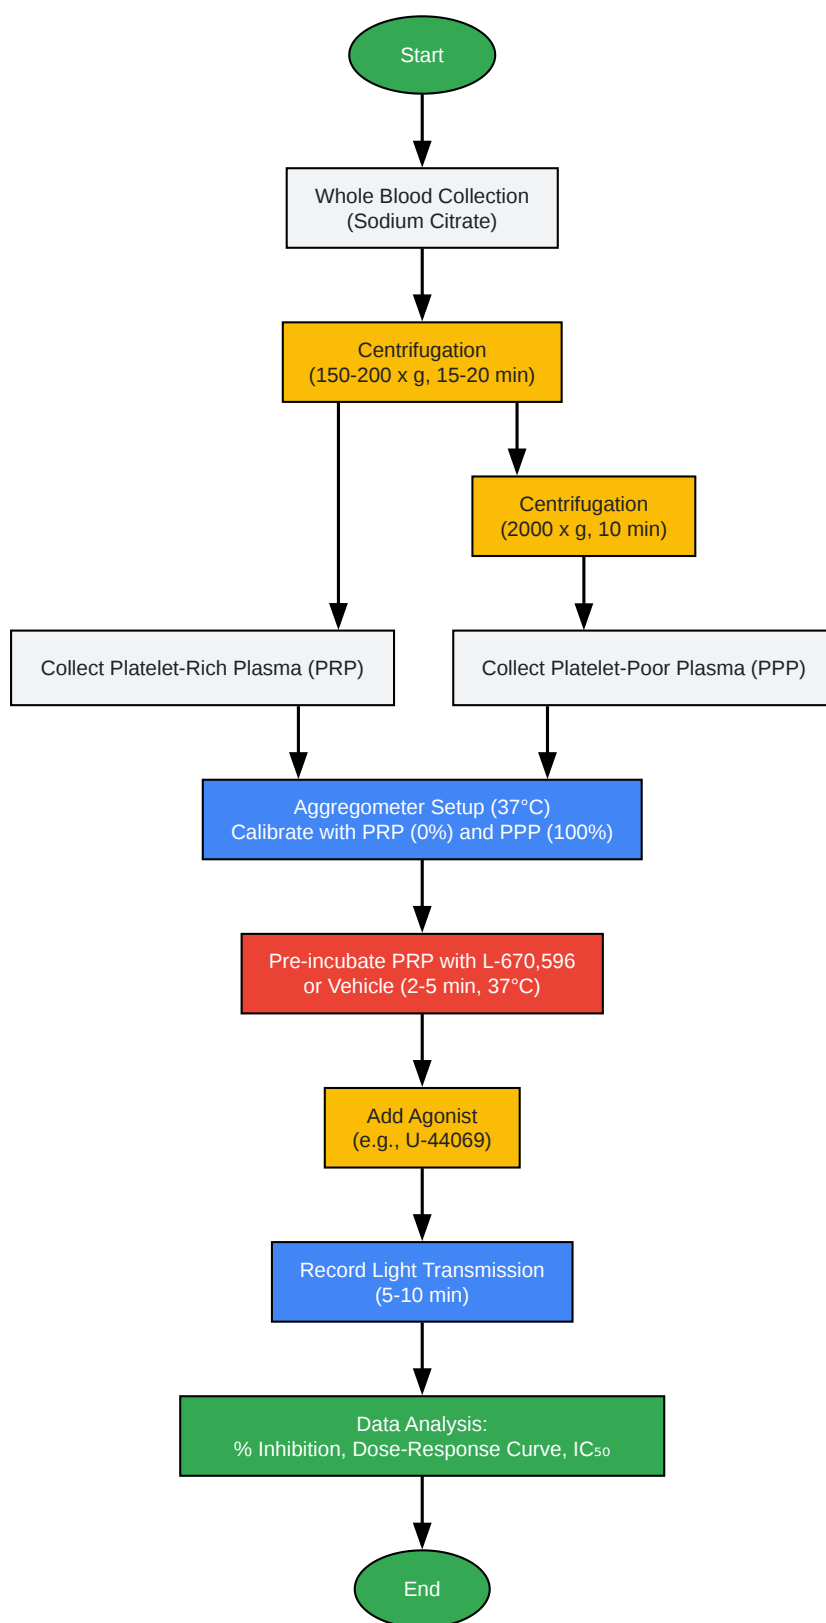 Start
Whole Blood Collection
(Sodium Citrate)
Centrifugation
(150-200 x g, 15-20 min)
Centrifugation
(2000 x g, 10 min)
Collect Platelet-Rich Plasma (PRP)
Collect Platelet-Poor Plasma (PPP)
Aggregometer Setup (37°C)
Calibrate with PRP (0%) and PPP (100%)
Pre-incubate PRP with L-670,596
or Vehicle (2-5 min, 37°C)
Add Agonist
(e.g., U-44069)
Record Light Transmission
(5-10 min)
Data Analysis:
% Inhibition, Dose-Response Curve, IC₅₀
End